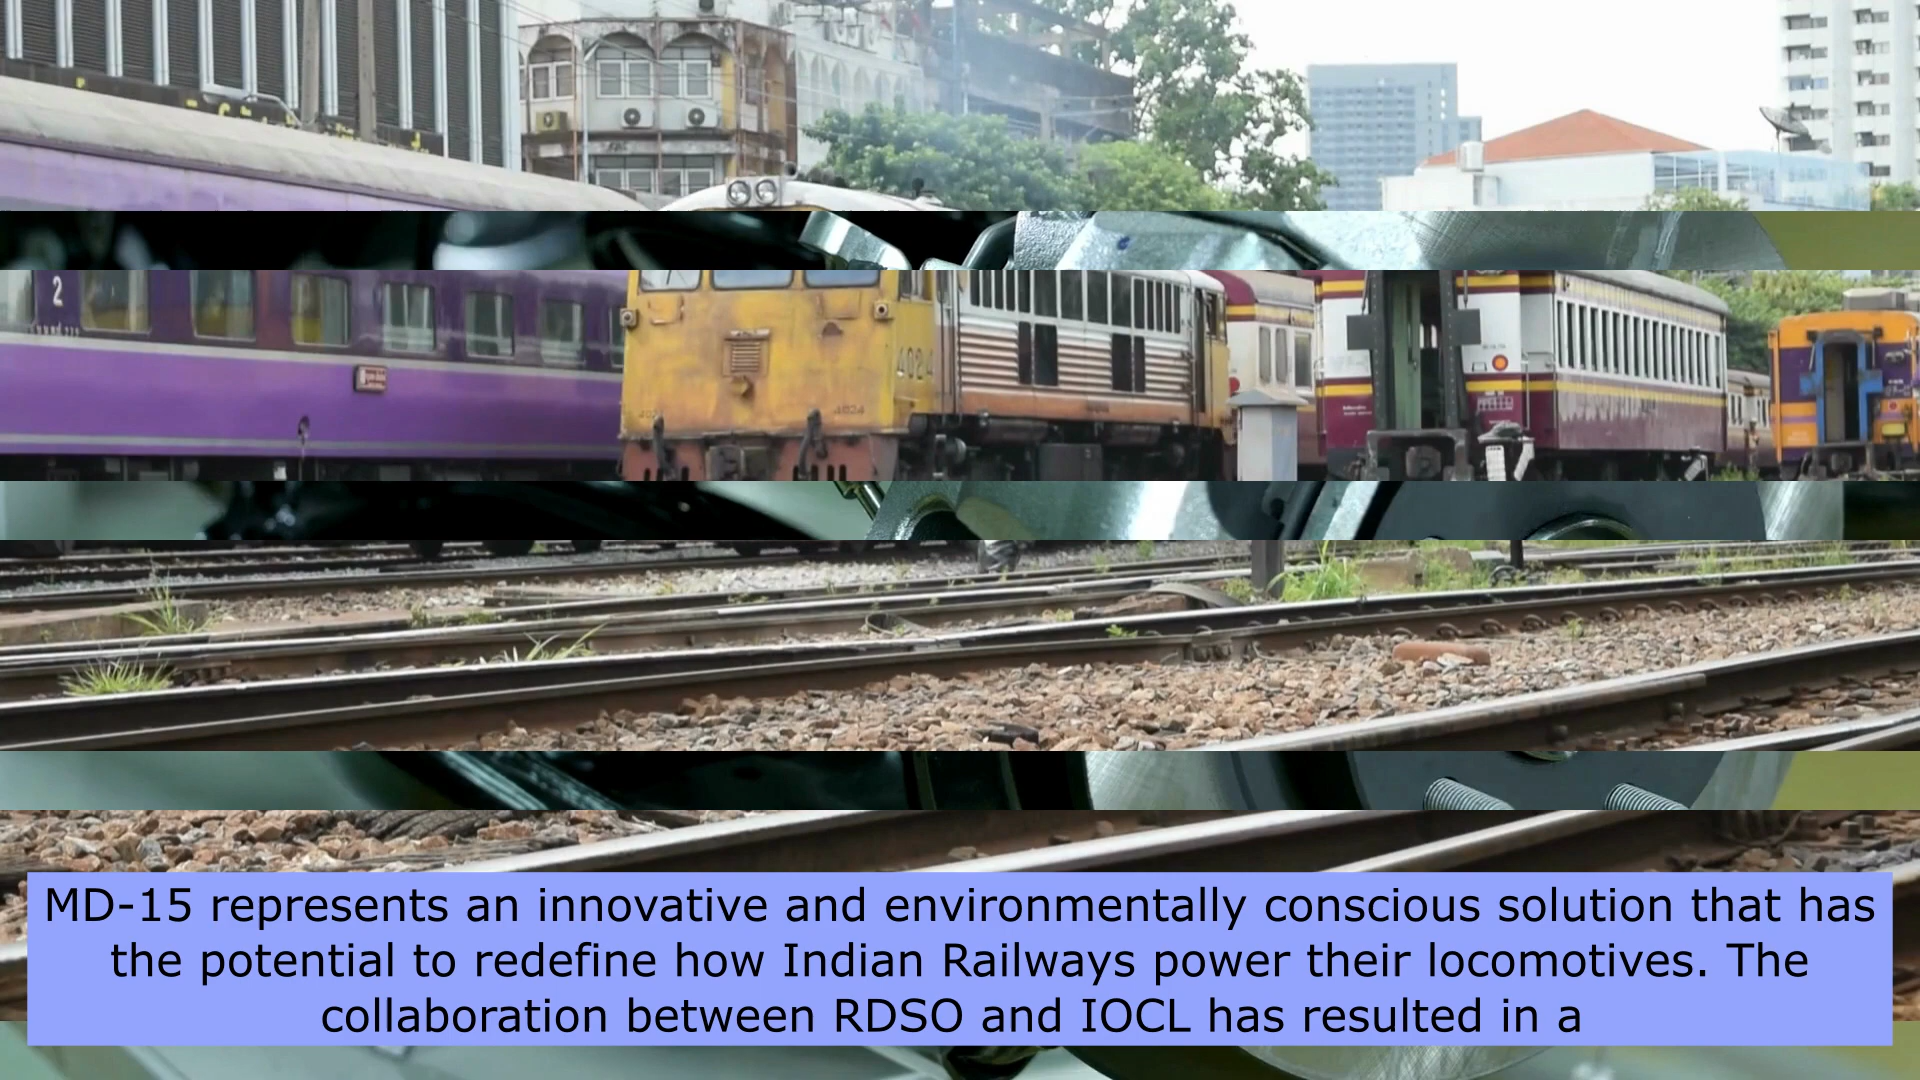 2
4024
4024
MD-15 represents an innovative and environmentally conscious solution that has
the potential to redefine how Indian Railways power their locomotives. The
collaboration between RDSO and IOCL has resulted in a